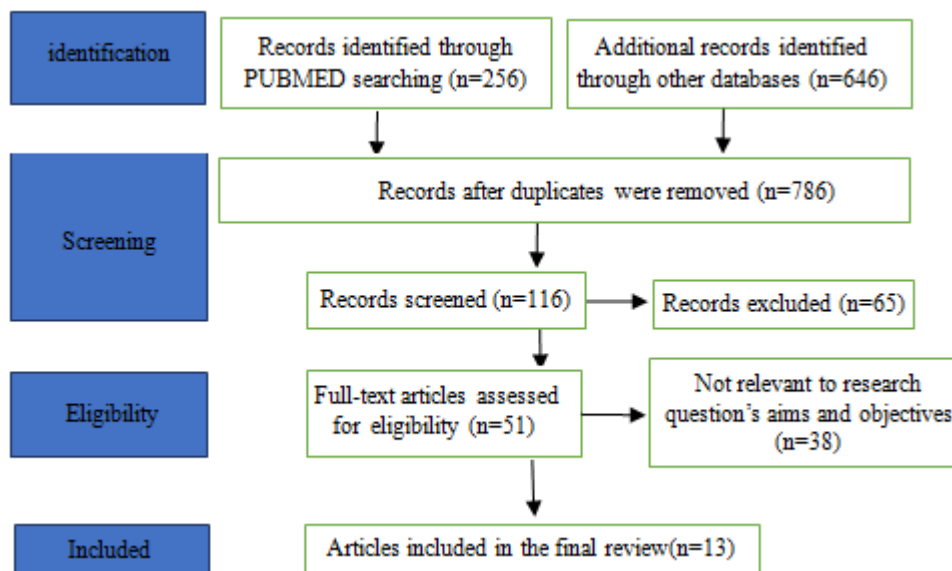 identification
Records identified through
PUBMED searching (n=256)
Additional records identified
through other databases (n=646)
Screening
Records after duplicates were removed (n=786)
Records screened (n=116)
Records excluded (n=65)
Eligibility
Full-text articles assessed
for eligibility (n=51)
Not relevant to research
question’s aims and objectives
(n=38)
Included
Articles included in the final review(n=13)